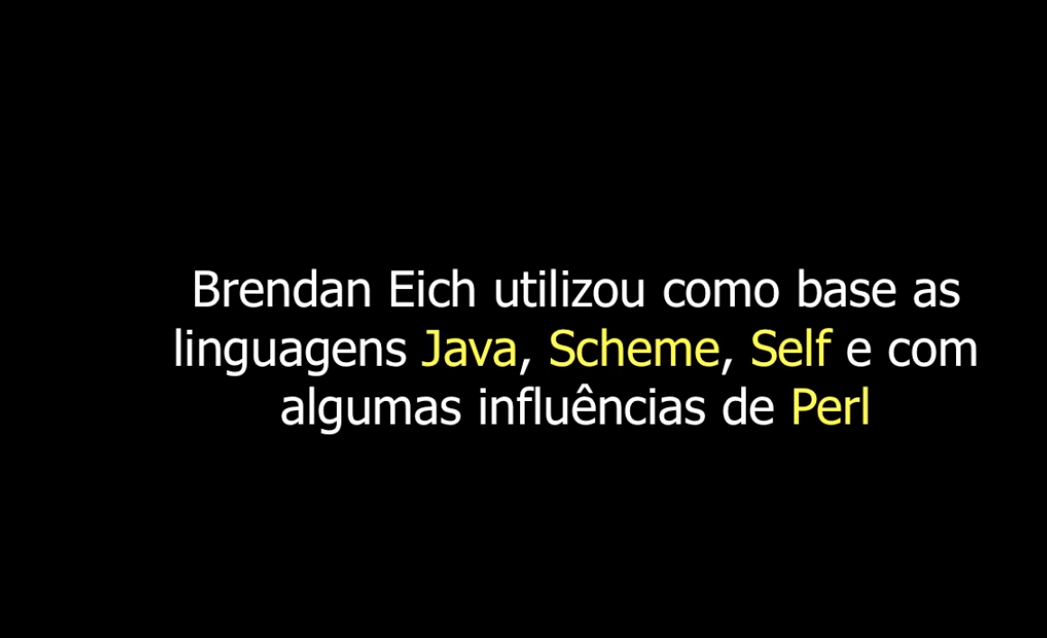 Brendan Eich utilizou como base as
linguagens Java, Scheme, Self e com
algumas influências de Perl